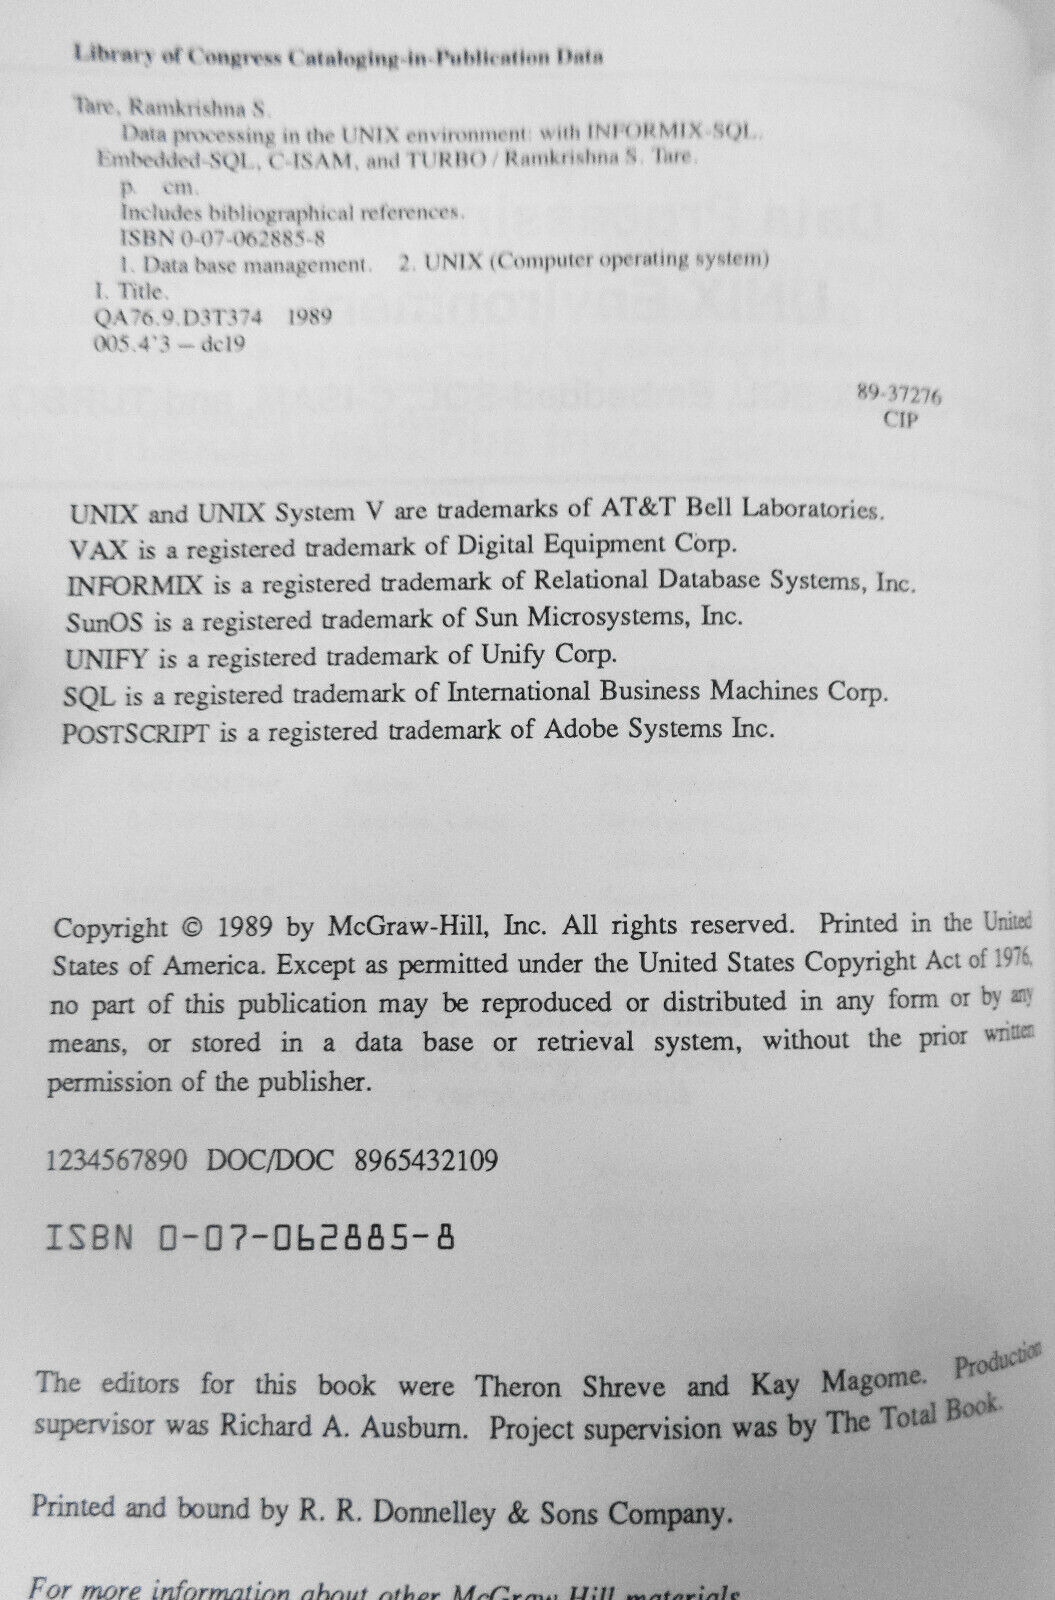 Library of Congress Cataloging-in-Publication Data
Tare, Ramkrishna S.
Data processing in the UNIX environment: with INFORMIX-SQL,
Embedded-SQL, C-ISAM, and TURBO / Ramkrishna S. Tare.
p. cm.
Includes bibliographical references.
ISBN 0-07-062885-8
1. Data base management. 2. UNIX (Computer operating system)
I. Title.
QA76.9.D3T374 1989
005.4'3 — dc19
89-37276
CIP
UNIX and UNIX System V are trademarks of AT&T Bell Laboratories.
VAX is a registered trademark of Digital Equipment Corp.
INFORMIX is a registered trademark of Relational Database Systems, Inc.
SunOS is a registered trademark of Sun Microsystems, Inc.
UNIFY is a registered trademark of Unify Corp.
SQL is a registered trademark of International Business Machines Corp.
POSTSCRIPT is a registered trademark of Adobe Systems Inc.
Copyright © 1989 by McGraw-Hill, Inc. All rights reserved. Printed in the United
States of America. Except as permitted under the United States Copyright Act of 1976,
no part of this publication may be reproduced or distributed in any form or by any
means, or stored in a data base or retrieval system, without the prior written
permission of the publisher.
1234567890 DOC/DOC 8965432109
ISBN 0-07-062885-8
The editors for this book were Theron Shreve and Kay Magome. Production
supervisor was Richard A. Ausburn. Project supervision was by The Total Book.
Printed and bound by R. R. Donnelley & Sons Company.
For more information about other McGraw-Hill materials,